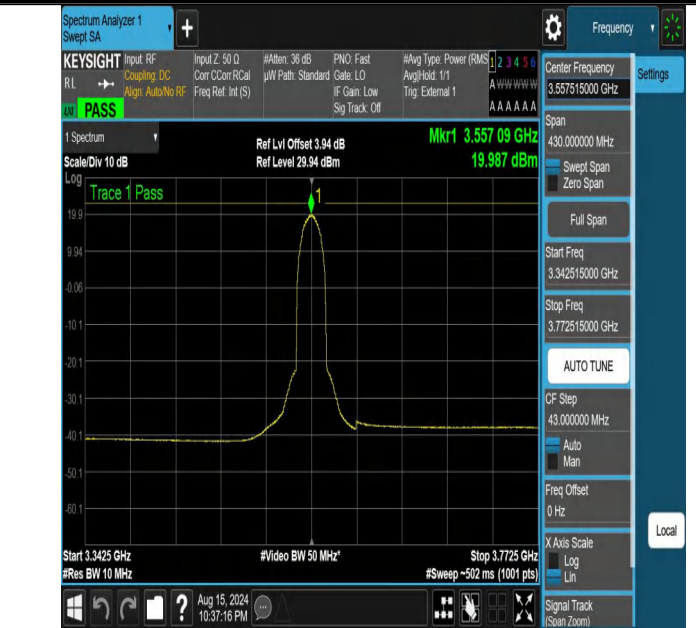 Spectrum Analyzer 1
Swept SA
Frequency
KEYSIGHT
RL
PASS
Input: RF
Coupling: DC
Align: Auto/No RF
Input Z: 50 Ω
Corr CCorr RCal
Freq Ref: Int (S)
#Atten: 36 dB
µW Path: Standard
PNO: Fast
Gate: LO
IF Gain: Low
Sig Track: Off
#Avg Type: Power (RMS
Avg|Hold: 1/1
Trig: External 1
1 2 3 4 5 6
A W W W W W
A A A A A A
1 Spectrum
Scale/Div 10 dB
Ref Lvl Offset 3.94 dB
Ref Level 29.94 dBm
Mkr1 3.557 09 GHz
19.987 dBm
Log
Trace 1 Pass
1
19.9
9.94
-0.06
-10.1
-20.1
-30.1
-40.1
-50.1
-60.1
Start 3.3425 GHz
#Res BW 10 MHz
#Video BW 50 MHz*
Stop 3.7725 GHz
#Sweep ~502 ms (1001 pts)
Center Frequency
3.557515000 GHz
Settings
Span
430.000000 MHz
Swept Span
Zero Span
Full Span
Start Freq
3.342515000 GHz
Stop Freq
3.772515000 GHz
AUTO TUNE
CF Step
43.000000 MHz
Auto
Man
Freq Offset
0 Hz
X Axis Scale
Log
Lin
Local
Signal Track
(Span Zoom)
?
Aug 15, 2024
10:37:16 PM